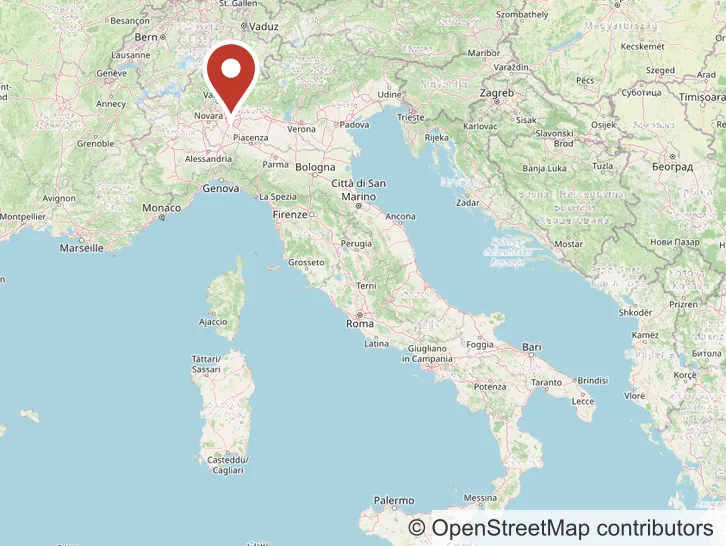 St.Gallen
Szombathely
Besançon
Bern
Vaduz
Kecskemét
Lausanne
Maribor
Szeged
Arad
Genève
Varaždin
Pécs
Annecy
Udine
Zagreb
Суботица
Timișoara
Novara
Verona
Padova
Trieste
Sisak
Osijek
Grenoble
Piacenza
Rijeka
Karlovac
Slavonski
Brod
Alessandria
Parma
Bologna
Banja Luka
Tuzla
Београд
Genova
La Spezia
Città di San
Marino
Avignon
Monaco
Firenze
Ancona
Zadar
Montpellier
Marseille
Perugia
Mostar
Нови Пазар
Grosseto
Terni
Prizren
Ajaccio
Roma
Shkodër
Latina
Kamëz
Giugliano
in Campania
Foggia
Bari
Битола
Tàttari/
Sassari
Potenza
Taranto
Brindisi
Lecce
Vlorë
Casteddu/
Cagliari
Palermo
Messina
© OpenStreetMap contributors